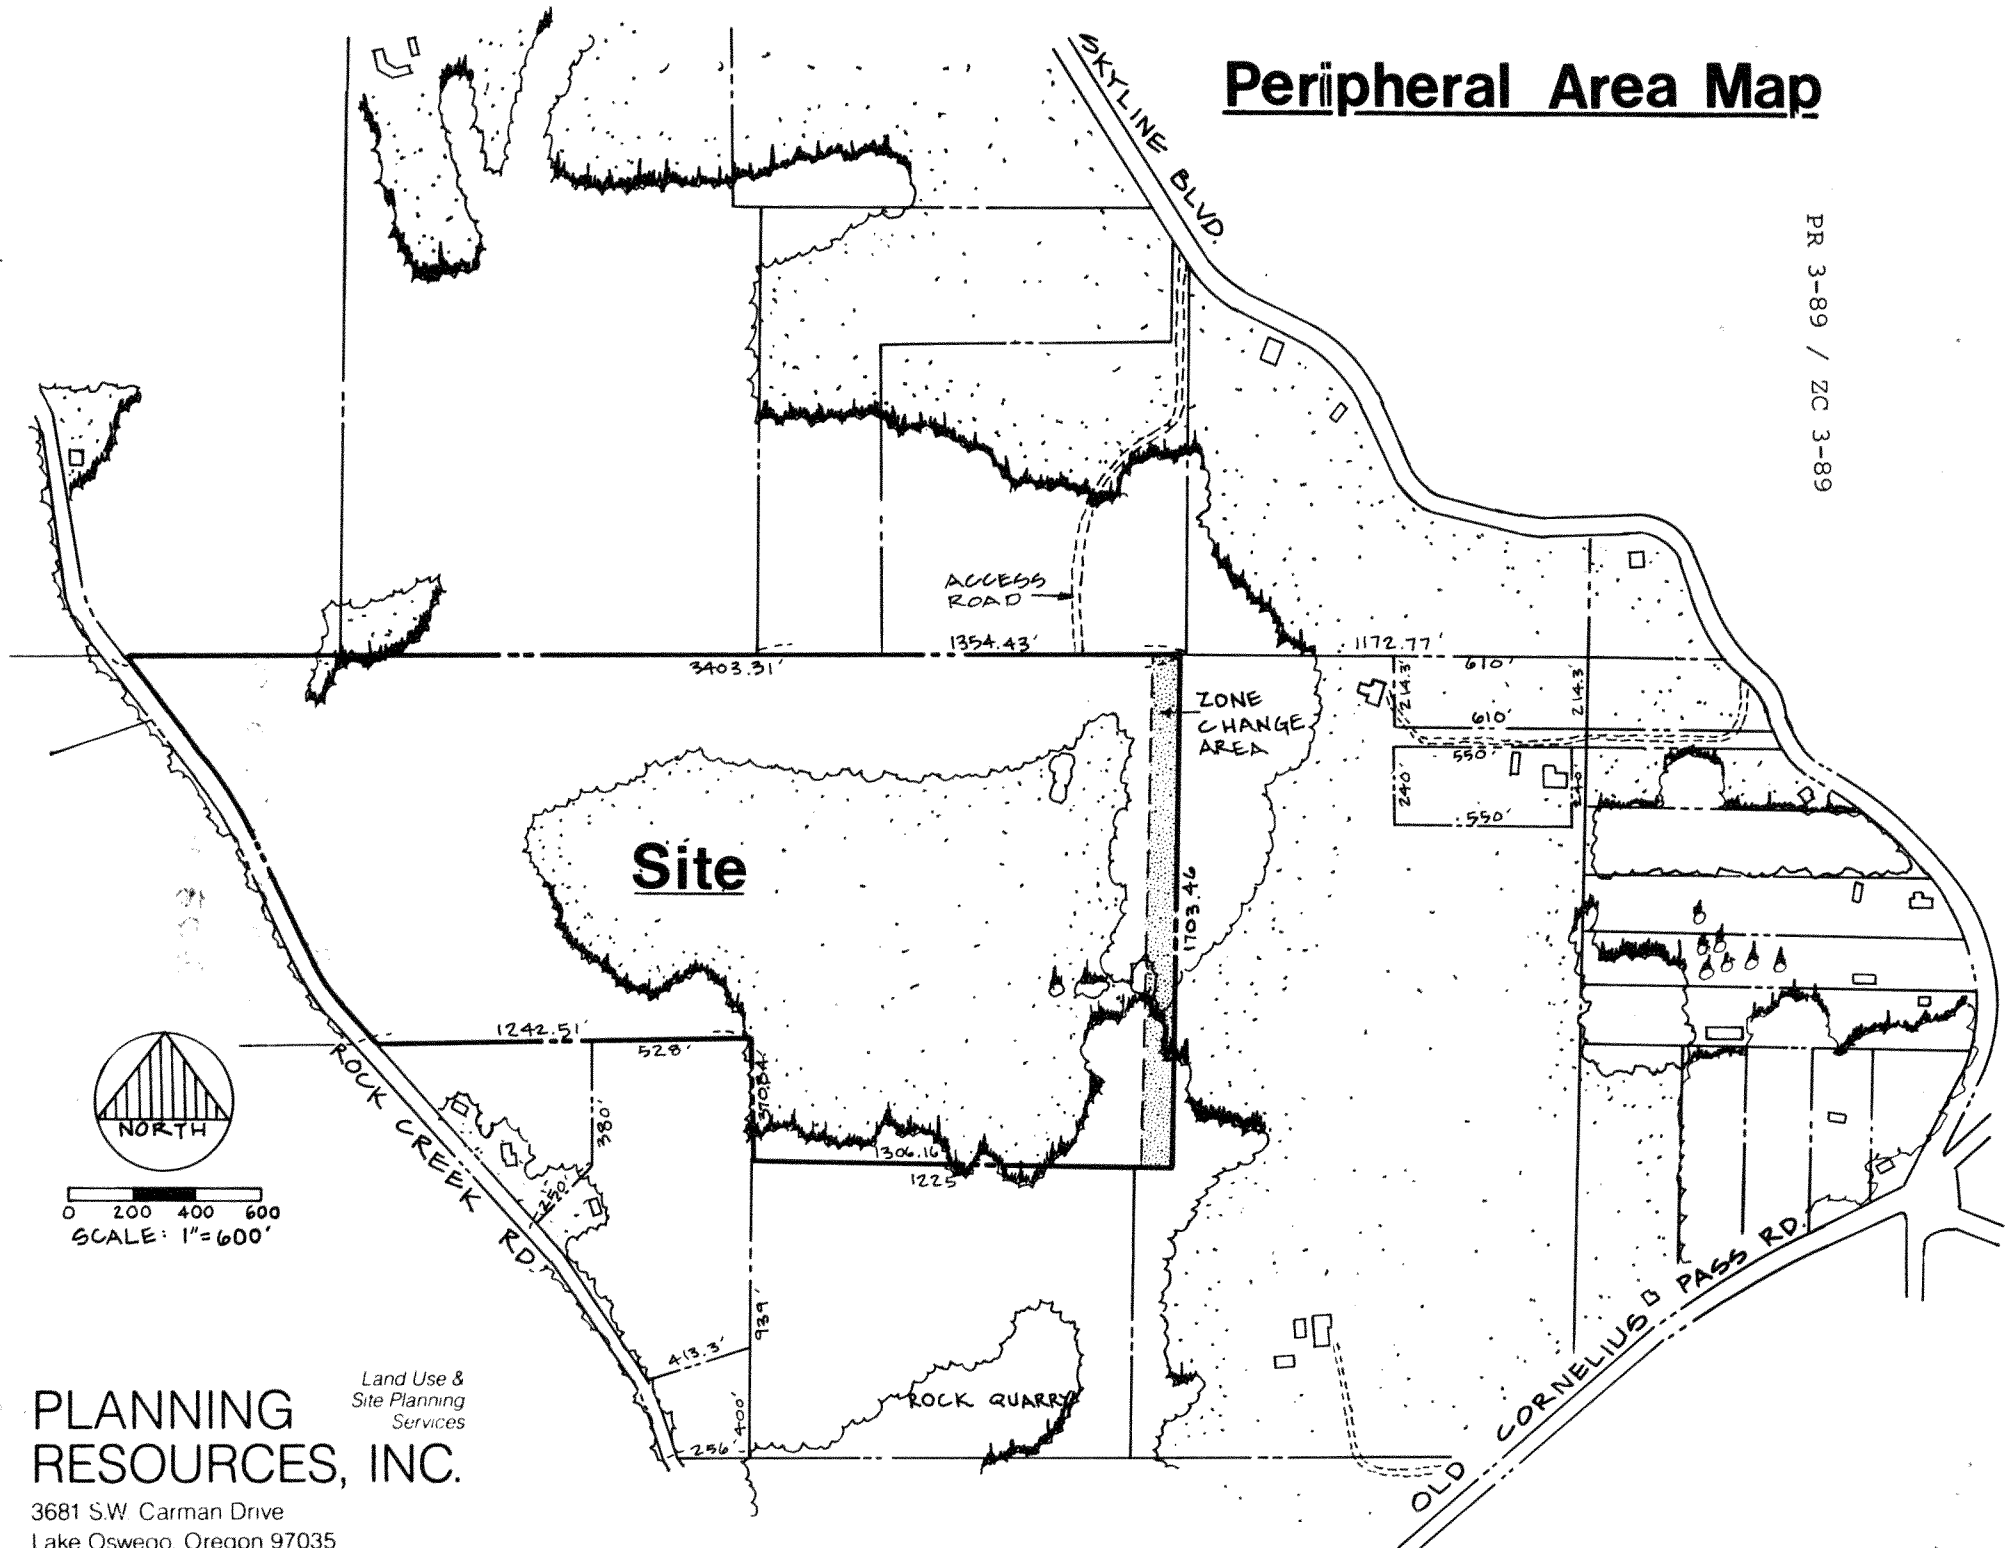 Peripheral Area Map
SKYLINE BLVD.
PR 3-89 / ZC 3-89
ACCESS
ROAD
1354.43'
3403.31'
1172.77'
610'
214.3'
214.3'
610'
550'
240'
240'
550'
ZONE
CHANGE
AREA
Site
1703.46
1242.51'
528'
370.84'
380'
1306.16'
1225'
250'
ROCK CREEK RD.
NORTH
0 200 400 600
SCALE: 1"=600'
939'
413.3'
400'
256'
ROCK QUARRY
OLD CORNELIUS PASS RD.
PLANNING
RESOURCES, INC.
Land Use &
Site Planning
Services
3681 S.W. Carman Drive
Lake Oswego, Oregon 97035